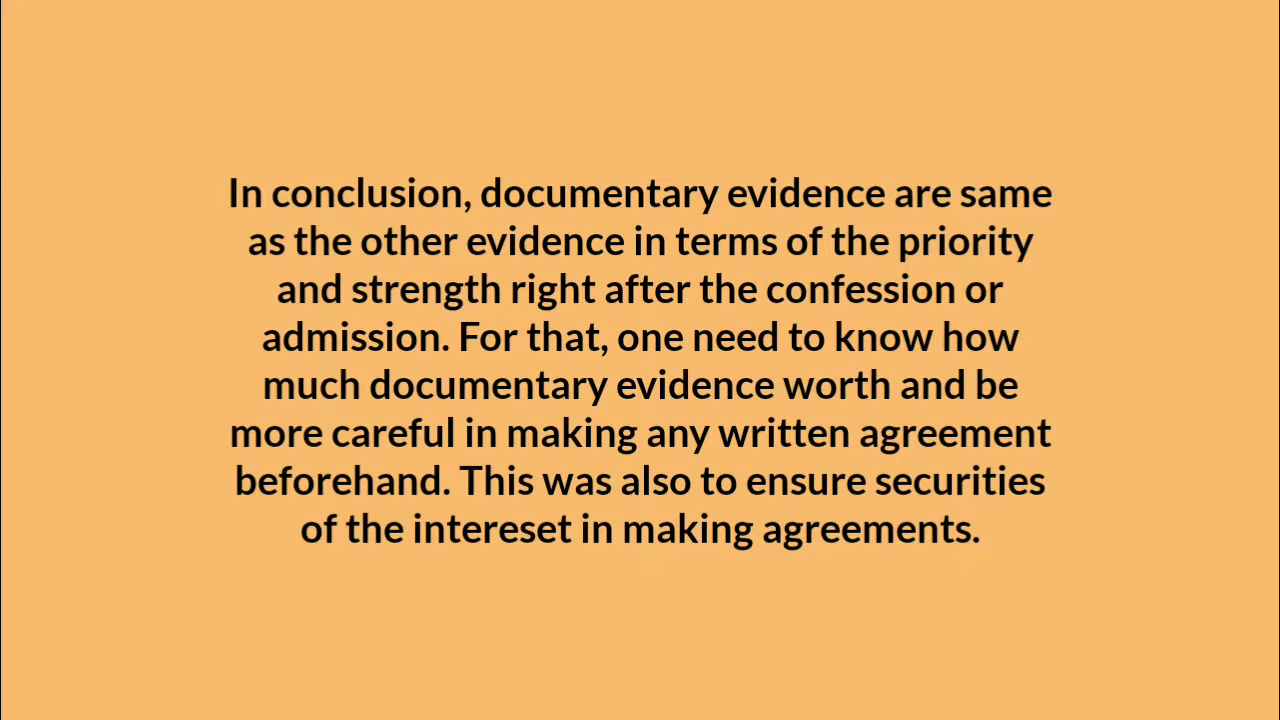 In conclusion, documentary evidence are same
as the other evidence in terms of the priority
and strength right after the confession or
admission. For that, one need to know how
much documentary evidence worth and be
more careful in making any written agreement
beforehand. This was also to ensure securities
of the intereset in making agreements.